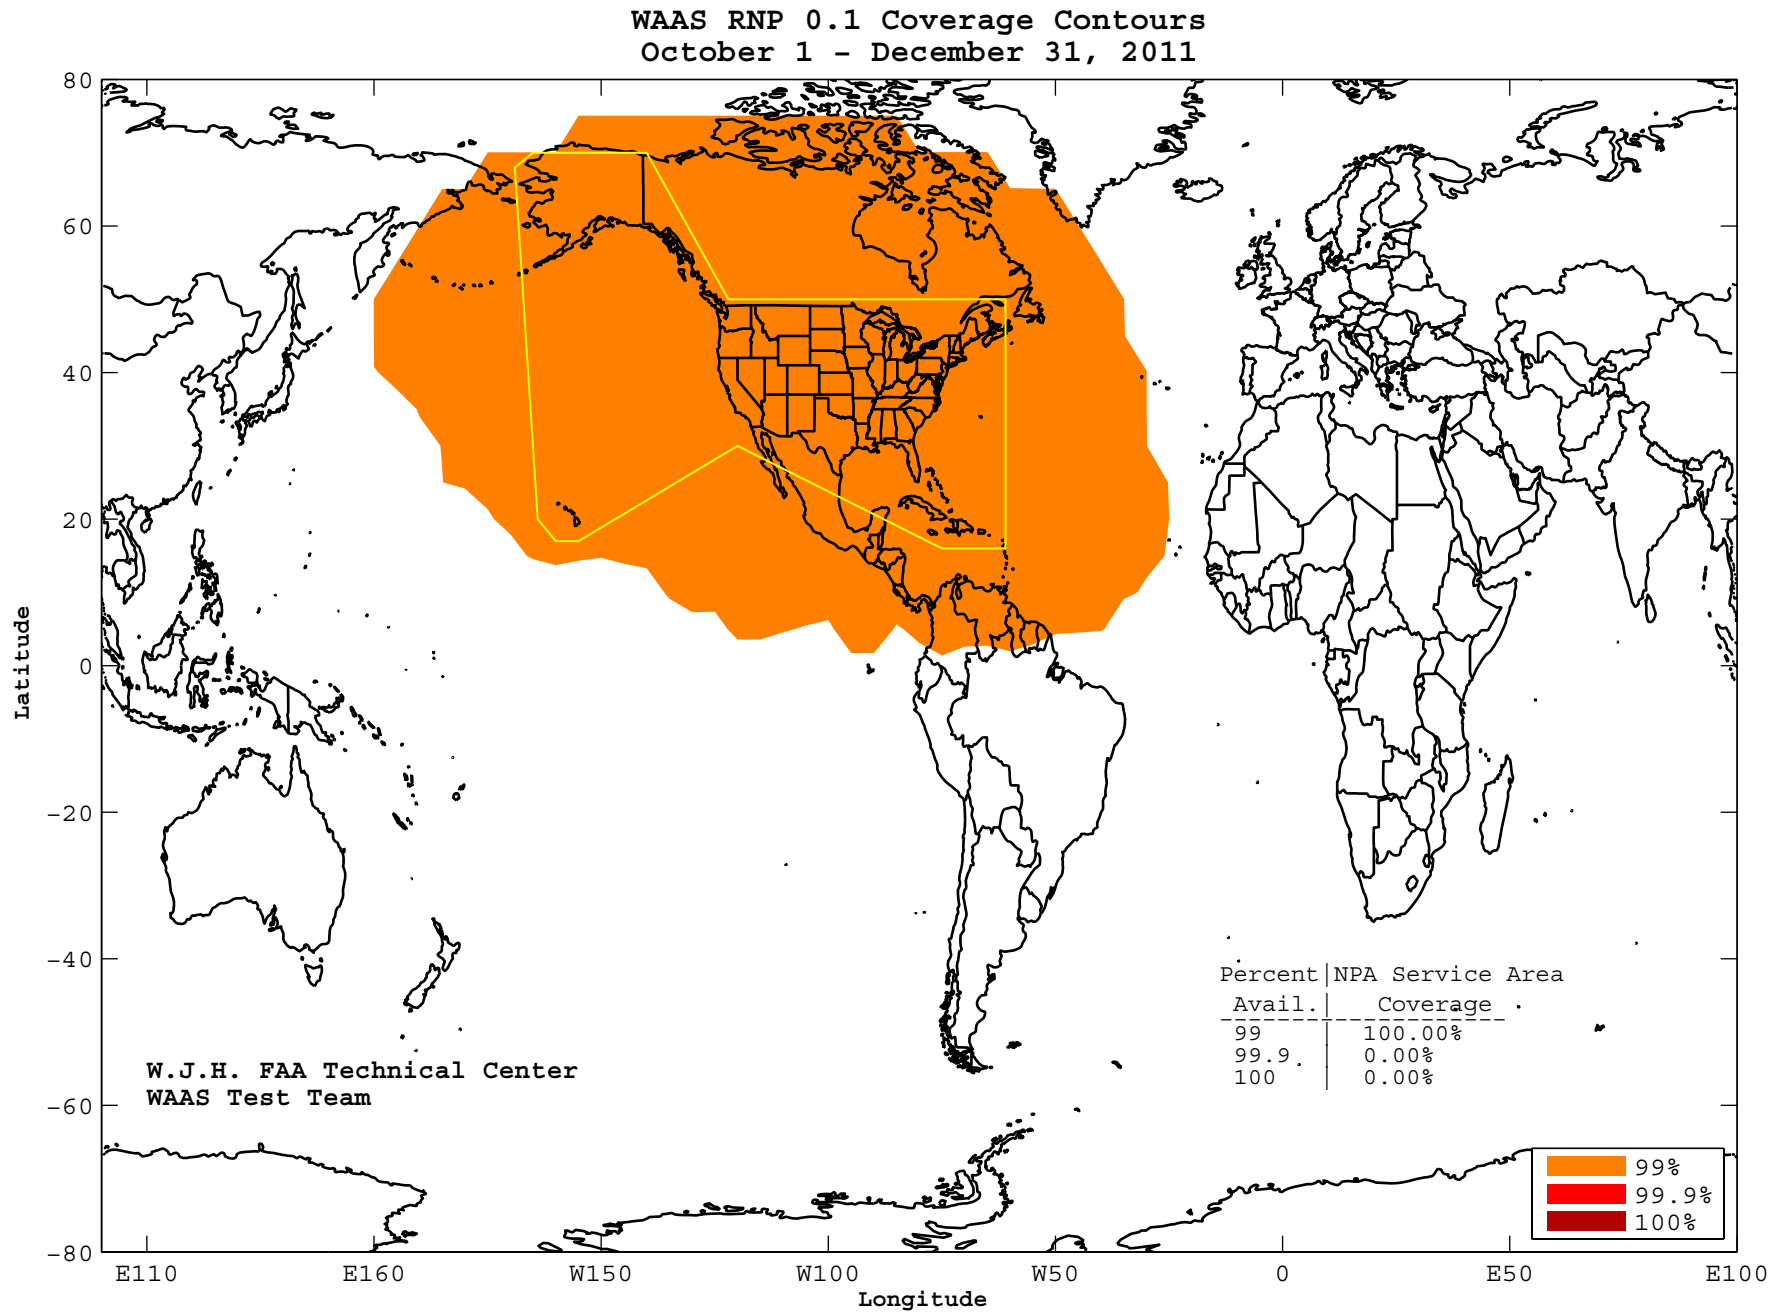 WAAS RNP 0.1 Coverage Contours
October 1 – December 31, 2011
80
60
40
20
0
−20
−40
−60
−80
Latitude
Percent|NPA Service Area
Avail.| Coverage
99 | 100.00%
99.9 | 0.00%
100 | 0.00%
W.J.H. FAA Technical Center
WAAS Test Team
99%
99.9%
100%
E110 E160 W150 W100 W50 0 E50 E100
Longitude